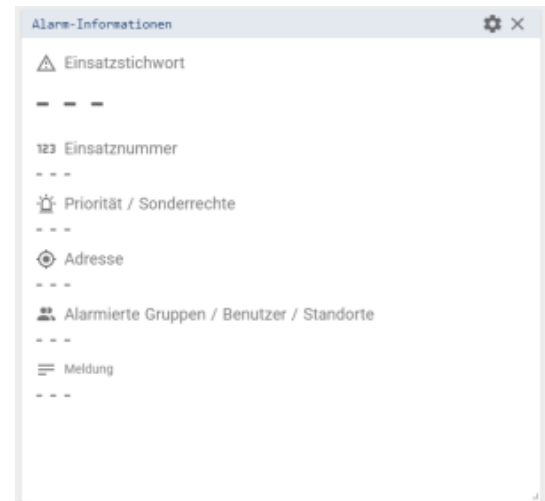 Alarm-Informationen
Einsatzstichwort
- - -
123 Einsatznummer
- - -
Priorität / Sonderrechte
- - -
Adresse
- - -
Alarmierte Gruppen / Benutzer / Standorte
- - -
Meldung
- - -